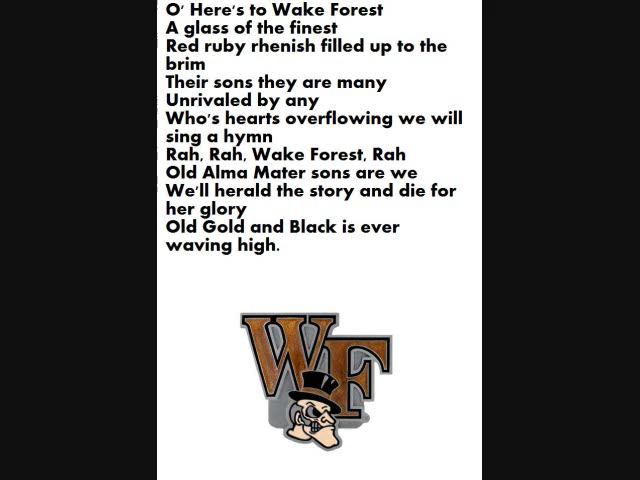 O' Here's to Wake Forest
A glass of the finest
Red ruby rhenish filled up to the
brim
Their sons they are many
Unrivaled by any
Who's hearts overflowing we will
sing a hymn
Rah, Rah, Wake Forest, Rah
Old Alma Mater sons are we
We'll herald the story and die for
her glory
Old Gold and Black is ever
waving high.
WF